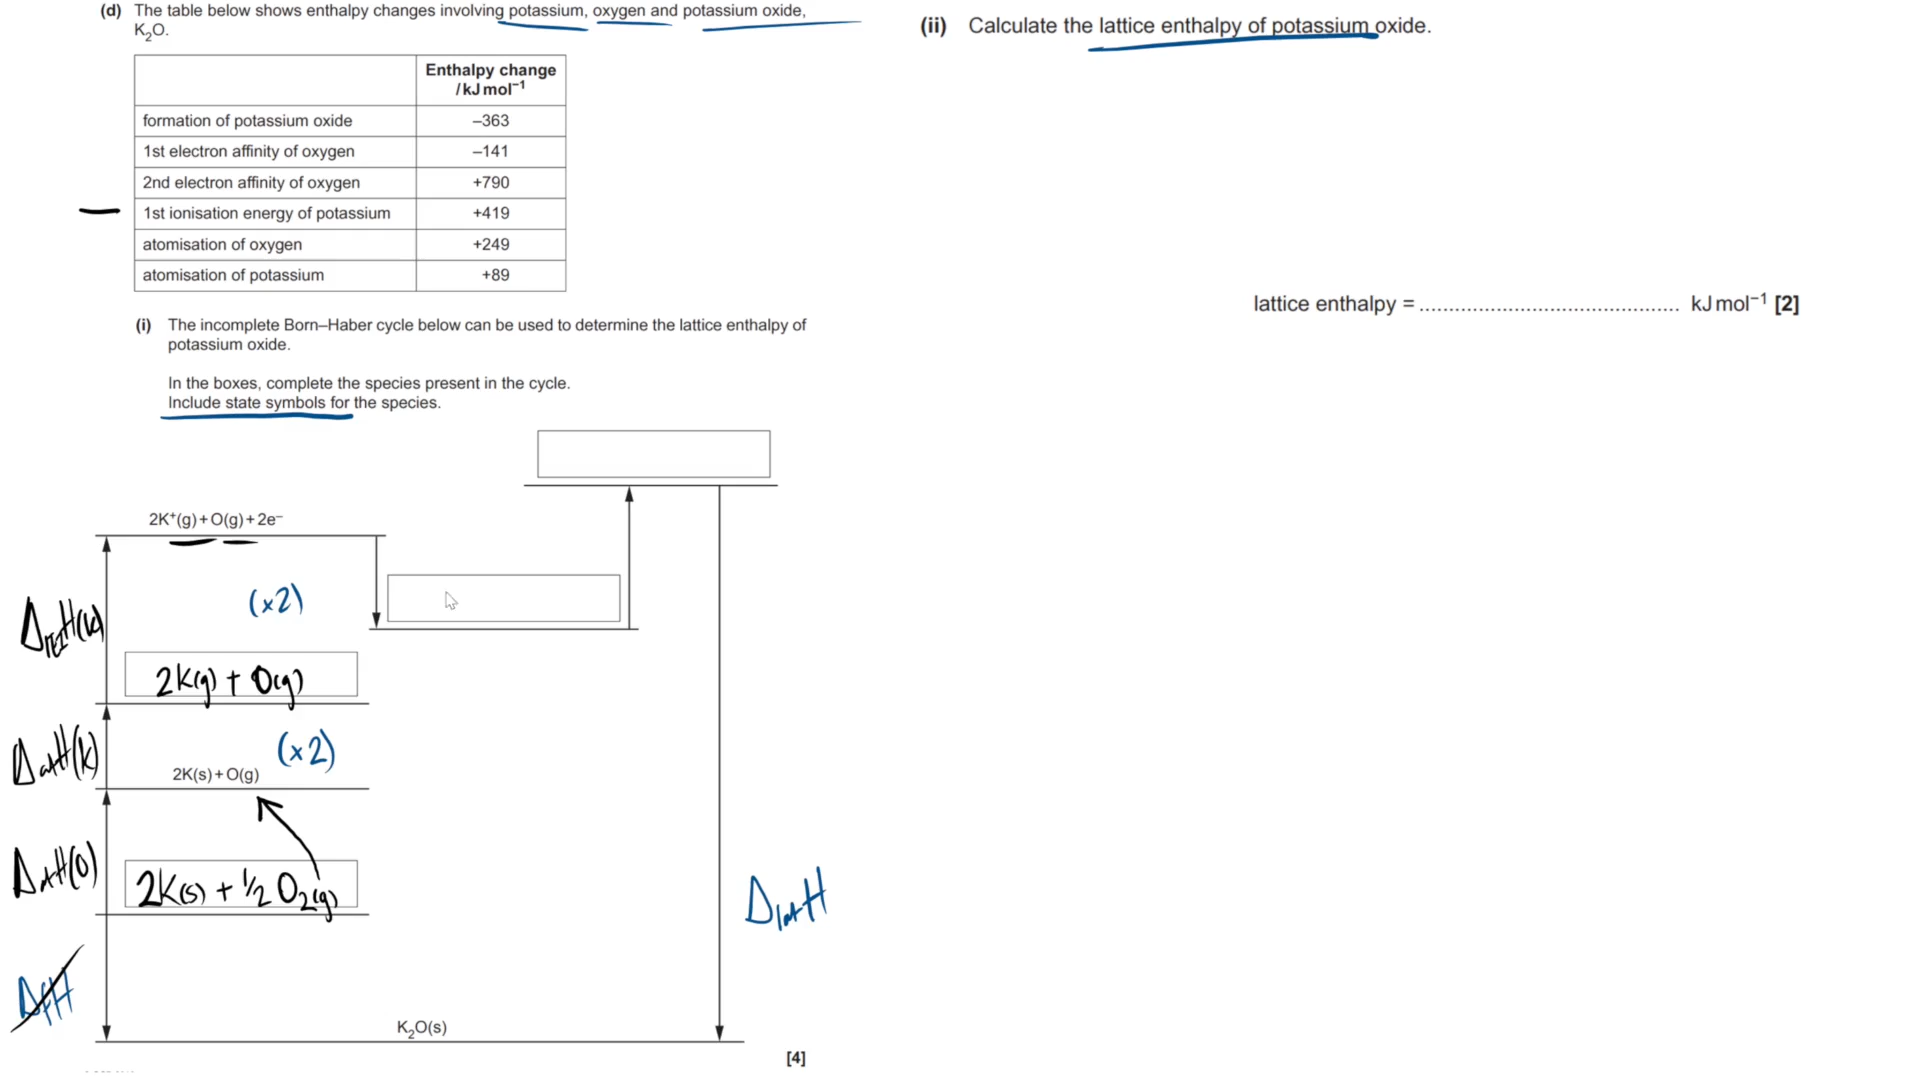 (d) The table below shows enthalpy changes involving potassium, oxygen and potassium oxide,
K₂O.
Enthalpy change
/kJ mol⁻¹
formation of potassium oxide –363
1st electron affinity of oxygen –141
2nd electron affinity of oxygen +790
1st ionisation energy of potassium +419
atomisation of oxygen +249
atomisation of potassium +89
(i) The incomplete Born–Haber cycle below can be used to determine the lattice enthalpy of
potassium oxide.
In the boxes, complete the species present in the cycle.
Include state symbols for the species.
2K⁺(g) + O(g) + 2e⁻
(x2)
2K(g) + O(g)
ΔatH(k)
(x2)
2K(s) + O(g)
ΔatH(O)
2K(s) + 1/2 O₂(g)
ΔfH
ΔlatH
K₂O(s)
[4]
(ii) Calculate the lattice enthalpy of potassium oxide.
lattice enthalpy = ............................................ kJ mol⁻¹ [2]